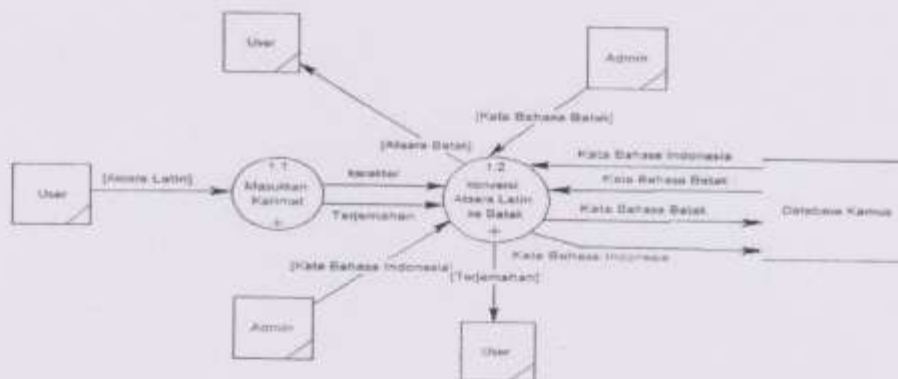 User
Admin
[Kata Bahasa Batak]
[Aksara Batak]
Kata Bahasa Indonesia
1.1
1.2
[Aksara Latin]
karakter
Kata Bahasa Batak
User
Masukkan
Kalimat
Konversi
Aksara Latin
ke Batak
Kata Bahasa Batak
Database Kamus
Terjemahan
+
+
Kata Bahasa Indonesia
[Kata Bahasa Indonesia]
[Terjemahan]
Admin
User